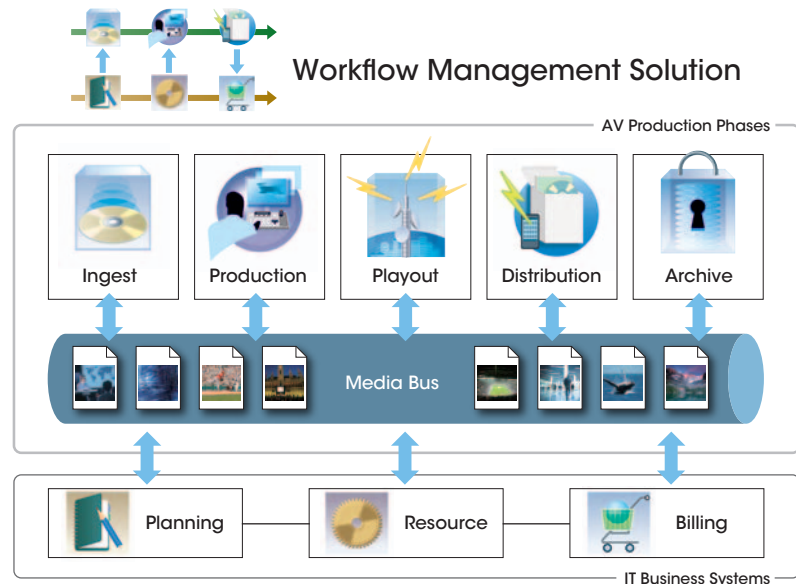 Workflow Management Solution
AV Production Phases
Ingest
Production
Playout
Distribution
Archive
Media Bus
Planning
Resource
Billing
IT Business Systems